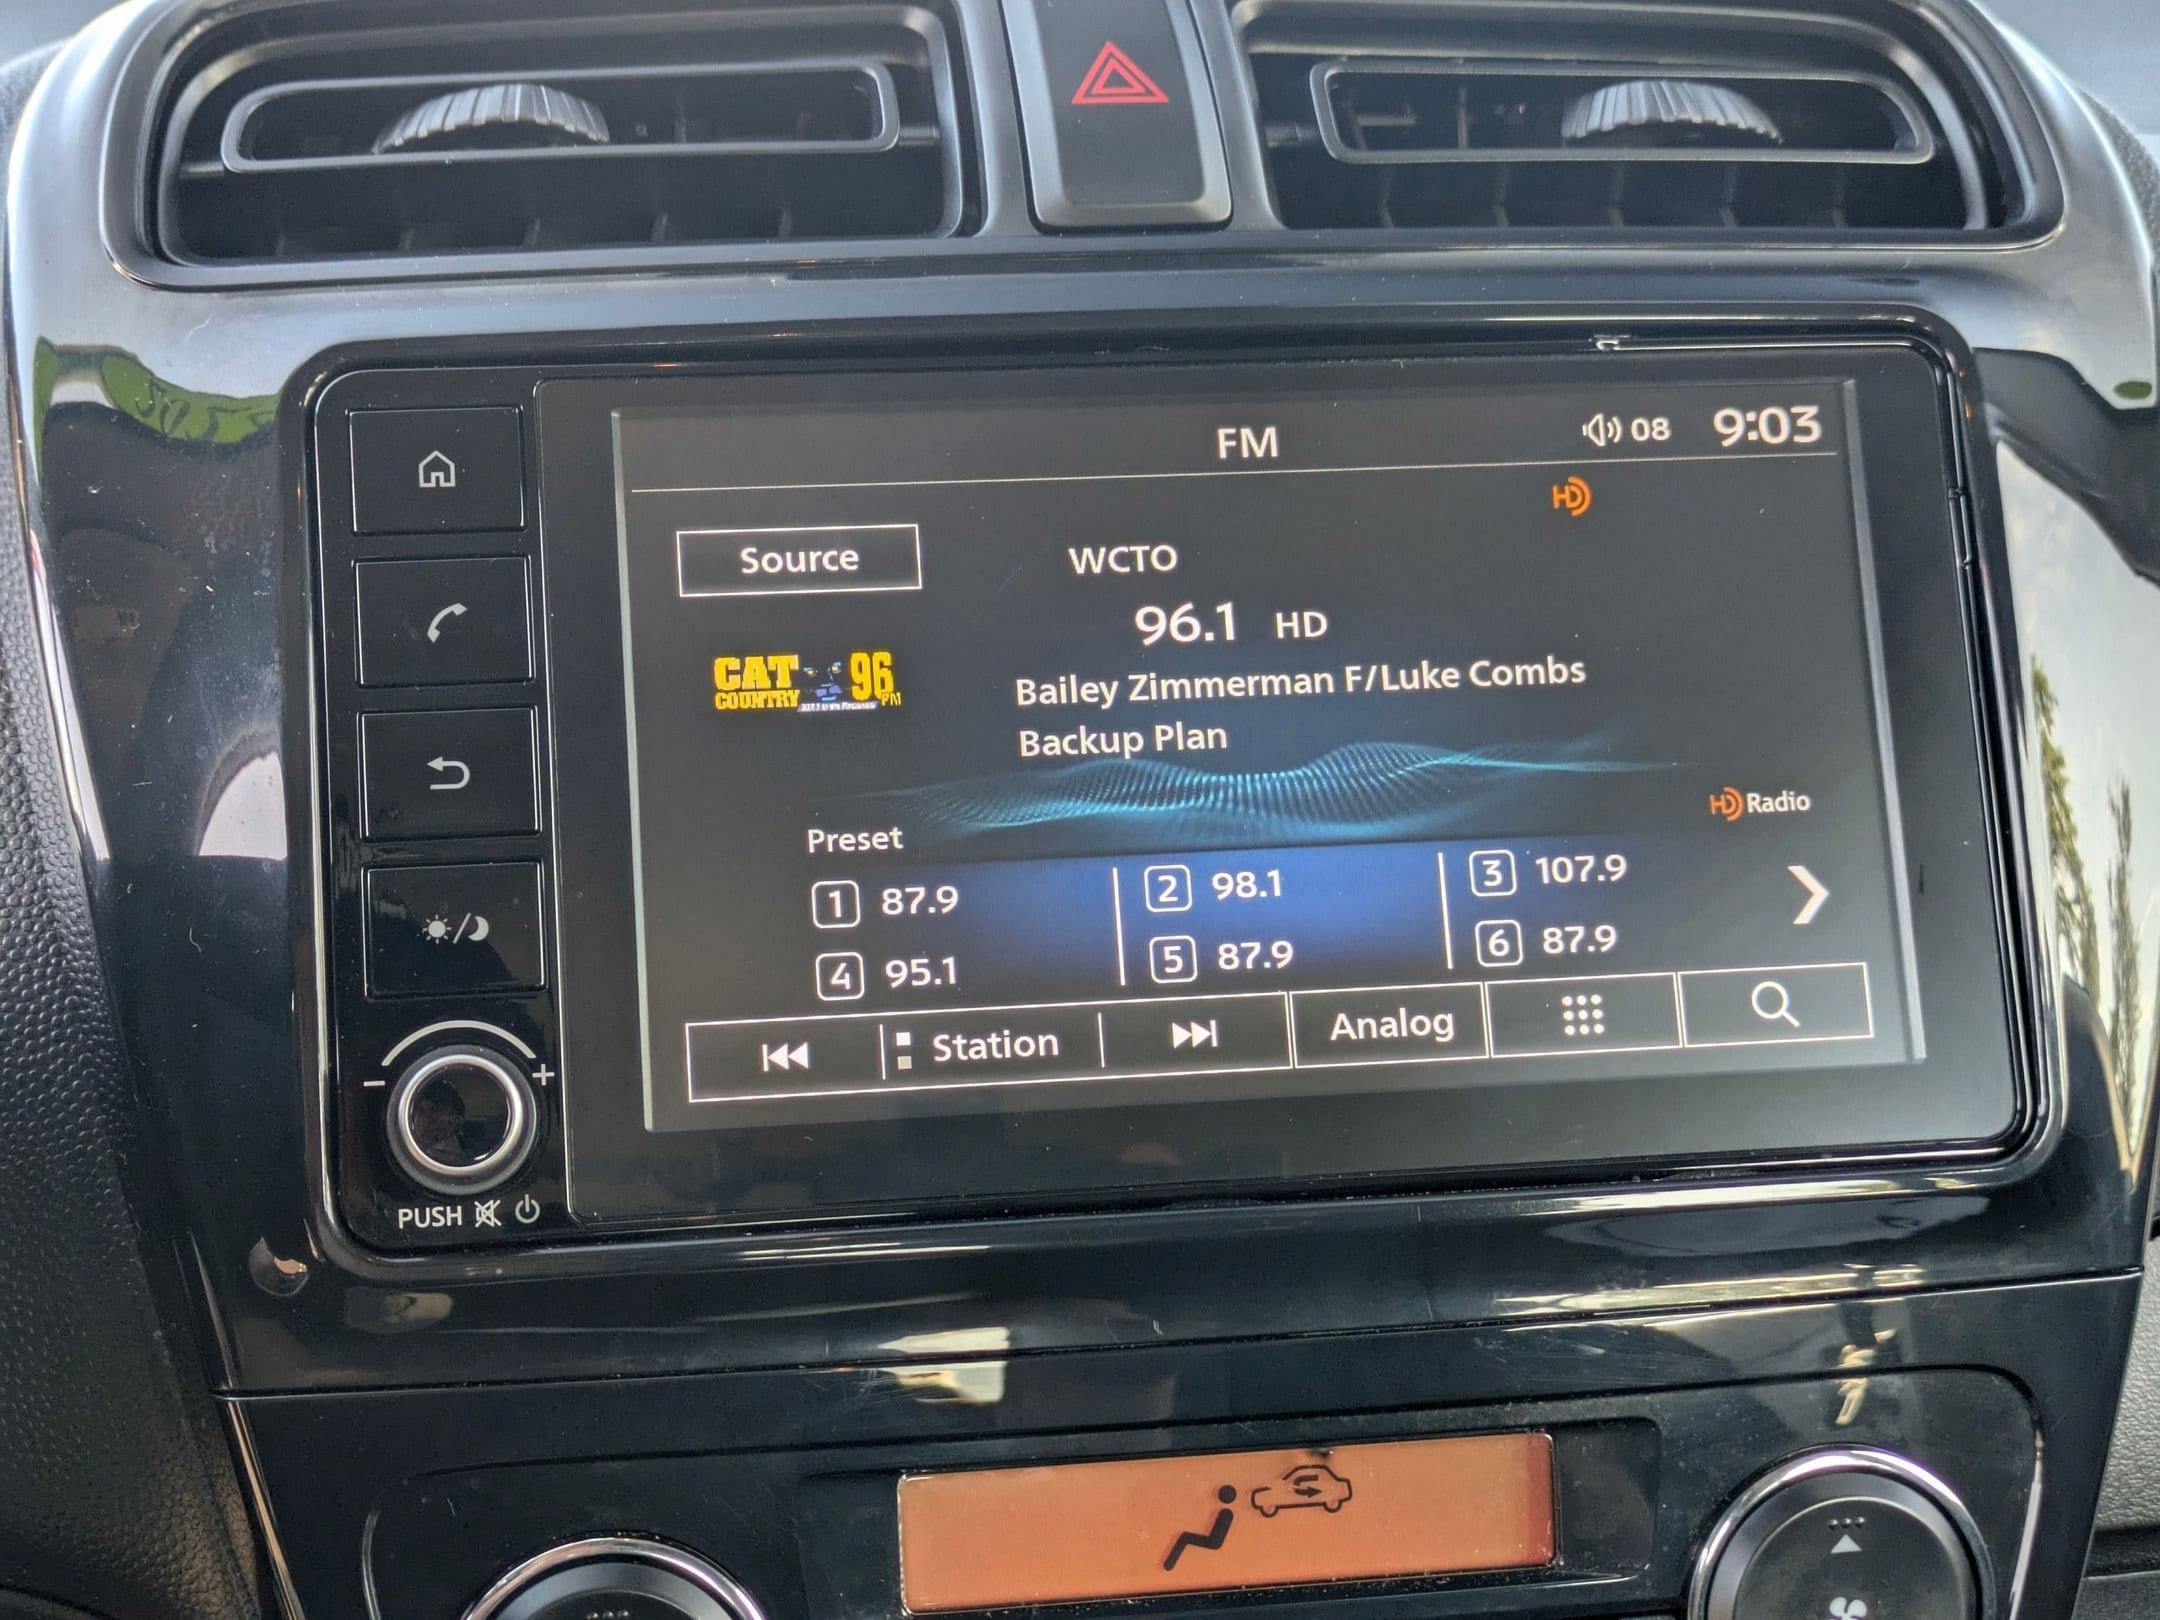 FM
08 9:03
HD
Source
WCTO
96.1 HD
CAT 96
COUNTRY FM
Bailey Zimmerman F/Luke Combs
Backup Plan
HD Radio
Preset
1 87.9
2 98.1
3 107.9
4 95.1
5 87.9
6 87.9
Station
Analog
- +
PUSH